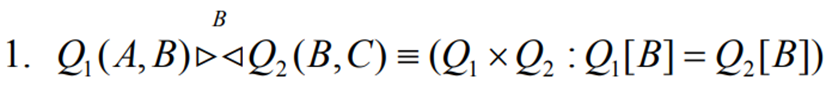 1. Q₁(A,B) ▷◁ᴮ Q₂(B,C) ≡ (Q₁ × Q₂ : Q₁[B] = Q₂[B])